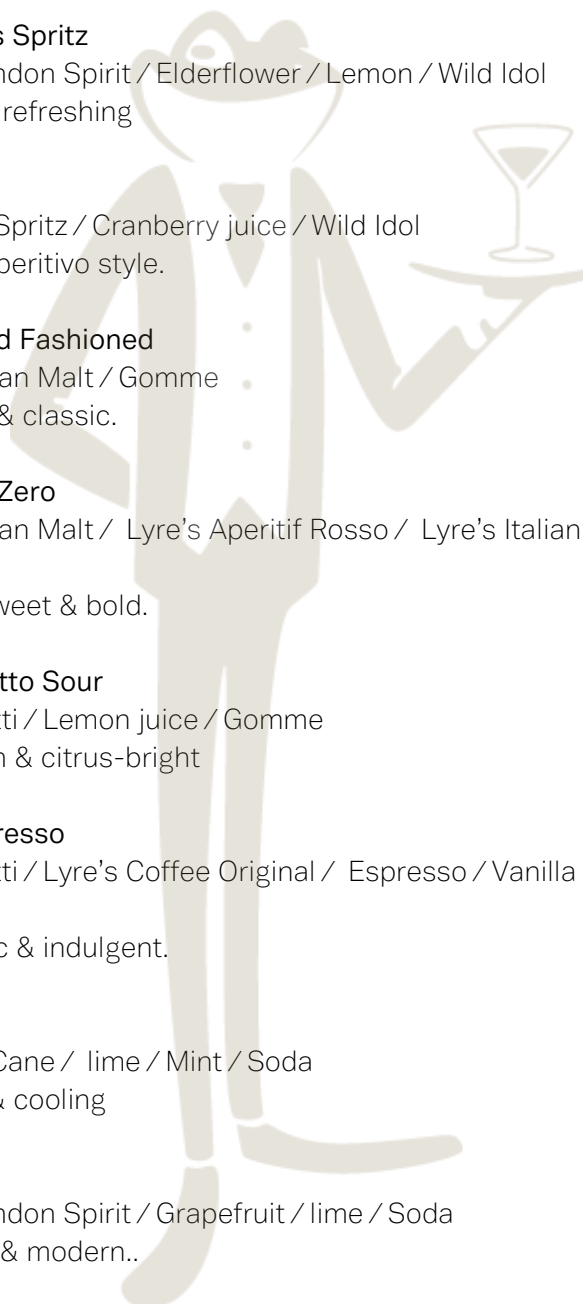 s Spritz
ndon Spirit / Elderflower / Lemon / Wild Idol
refreshing
Spritz / Cranberry juice / Wild Idol
peritivo style.
d Fashioned
an Malt / Gomme
& classic.
Zero
an Malt /  Lyre’s Aperitif Rosso /  Lyre’s Italian
weet & bold.
tto Sour
tti / Lemon juice / Gomme
n & citrus-bright
resso
tti / Lyre’s Coffee Original /  Espresso / Vanilla
c & indulgent.
Cane /  lime / Mint / Soda
& cooling
ndon Spirit / Grapefruit / lime / Soda
& modern..